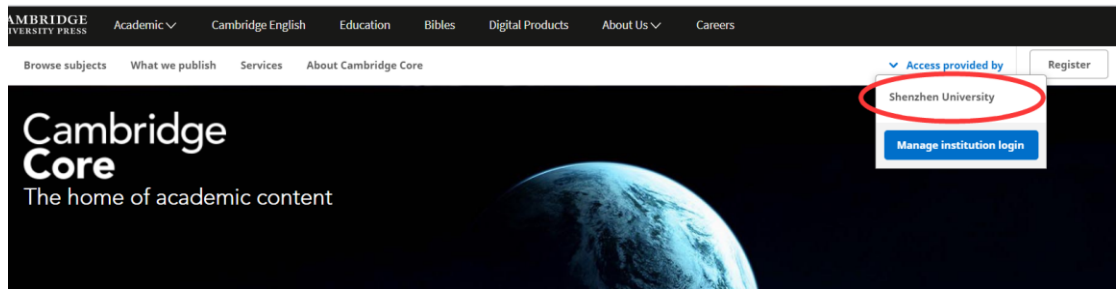 AMBRIDGE
IVERSITY PRESS
Academic
Cambridge English
Education
Bibles
Digital Products
About Us
Careers
Browse subjects
What we publish
Services
About Cambridge Core
Access provided by
Register
Shenzhen University
Manage institution login
Cambridge
Core
The home of academic content